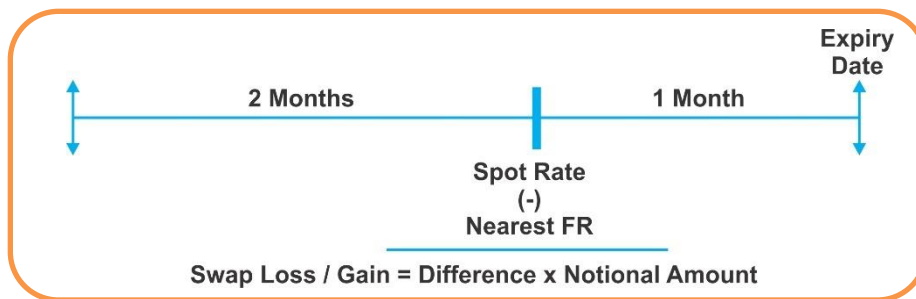 Expiry
Date
2 Months
1 Month
Spot Rate
(-)
Nearest FR
Swap Loss / Gain = Difference x Notional Amount